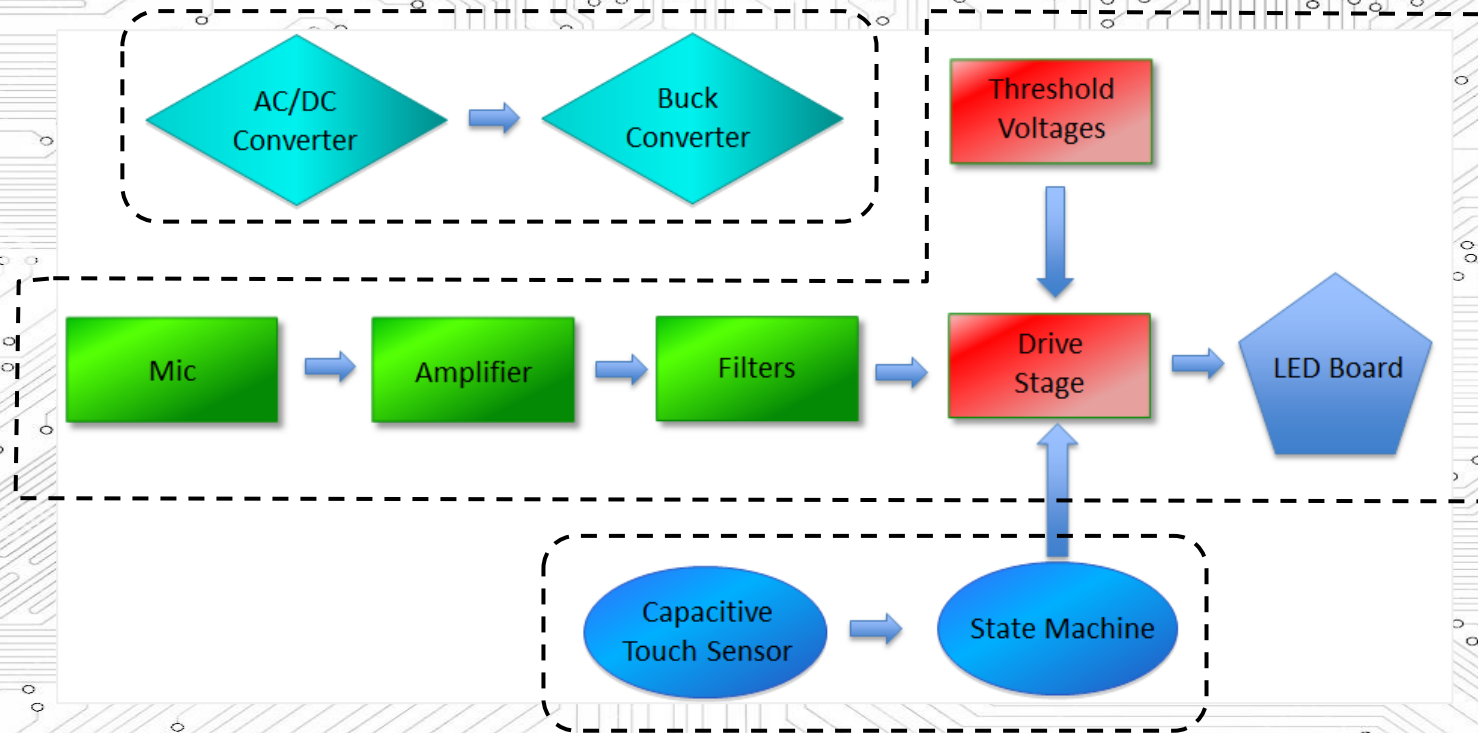 AC/DC
Converter
Buck
Converter
Threshold
Voltages
Mic
Amplifier
Filters
Drive
Stage
LED Board
Capacitive
Touch Sensor
State Machine